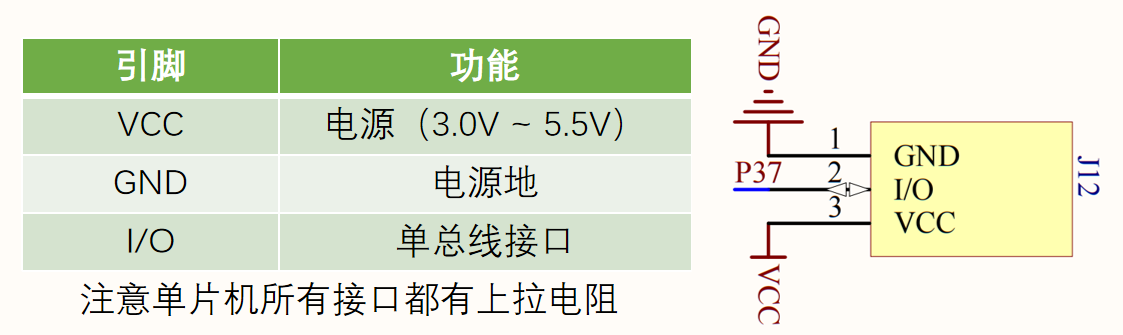 引脚 功能
VCC 电源（3.0V ~ 5.5V）
GND 电源地
I/O 单总线接口
注意单片机所有接口都有上拉电阻
GND
1
P37
2
3
VCC
GND
I/O
VCC
J12